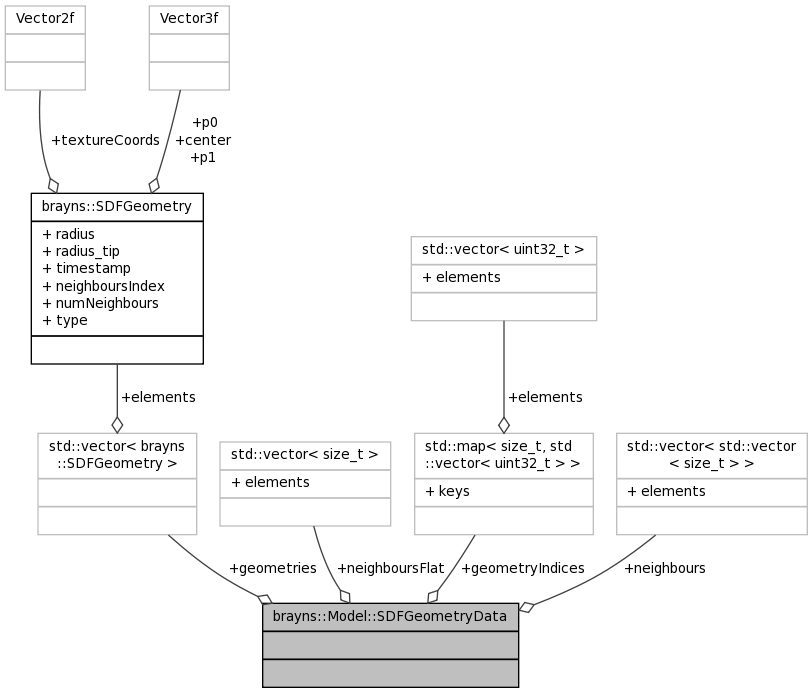 Vector2f
Vector3f
+textureCoords
+p0
+center
+p1
brayns::SDFGeometry
+ radius
+ radius_tip
+ timestamp
+ neighboursIndex
+ numNeighbours
+ type
std::vector< uint32_t >
+ elements
+elements
+elements
std::vector< brayns
::SDFGeometry >
std::vector< size_t >
+ elements
std::map< size_t, std
::vector< uint32_t > >
+ keys
std::vector< std::vector
< size_t > >
+ elements
+geometries
+neighboursFlat
+geometryIndices
+neighbours
brayns::Model::SDFGeometryData